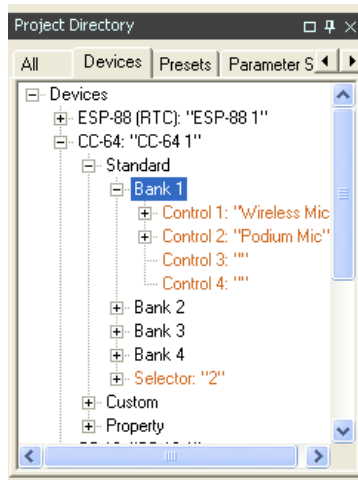 Project Directory
All Devices Presets Parameter S
Devices
ESP-88 (RTC): "ESP-88 1"
CC-64: "CC-64 1"
Standard
Bank 1
Control 1: "Wireless Mic
Control 2: "Podium Mic"
Control 3: ""
Control 4: ""
Bank 2
Bank 3
Bank 4
Selector: "2"
Custom
Property